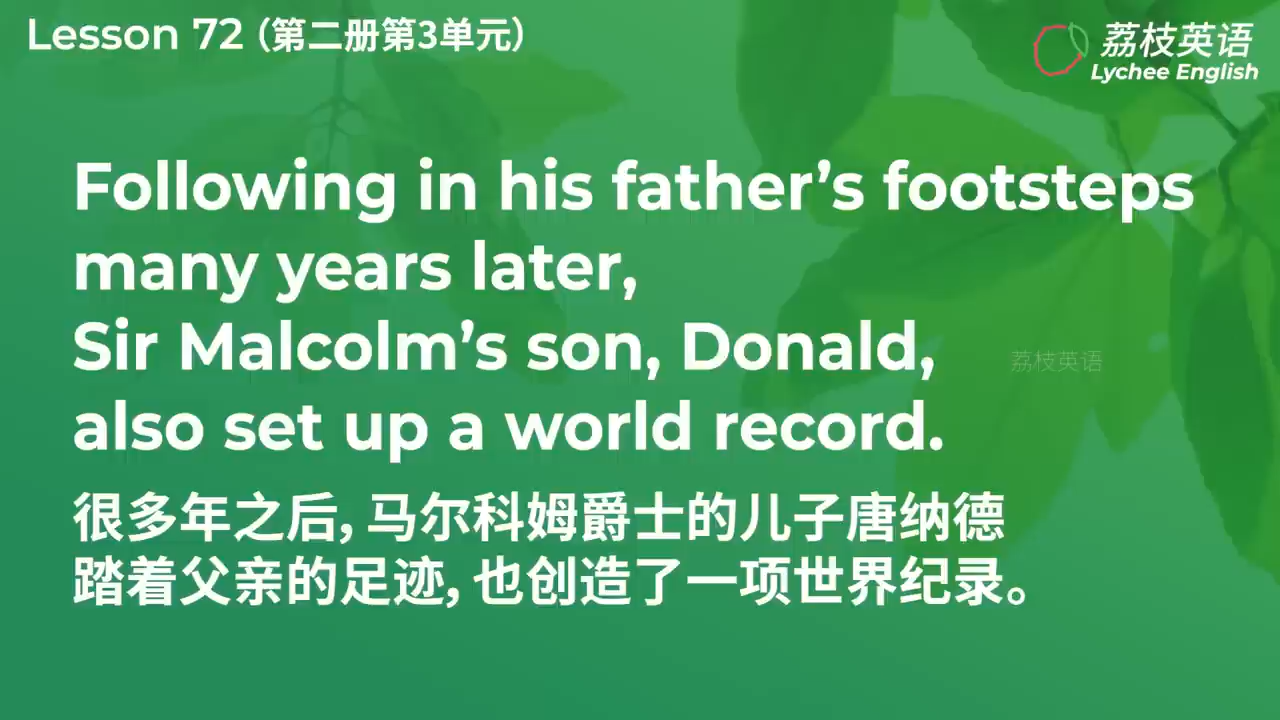 Lesson 72（第二册第3单元）
荔枝英语
Lychee English
Following in his father’s footsteps
many years later,
Sir Malcolm’s son, Donald,
also set up a world record.
荔枝英语
很多年之后, 马尔科姆爵士的儿子唐纳德
踏着父亲的足迹, 也创造了一项世界纪录。